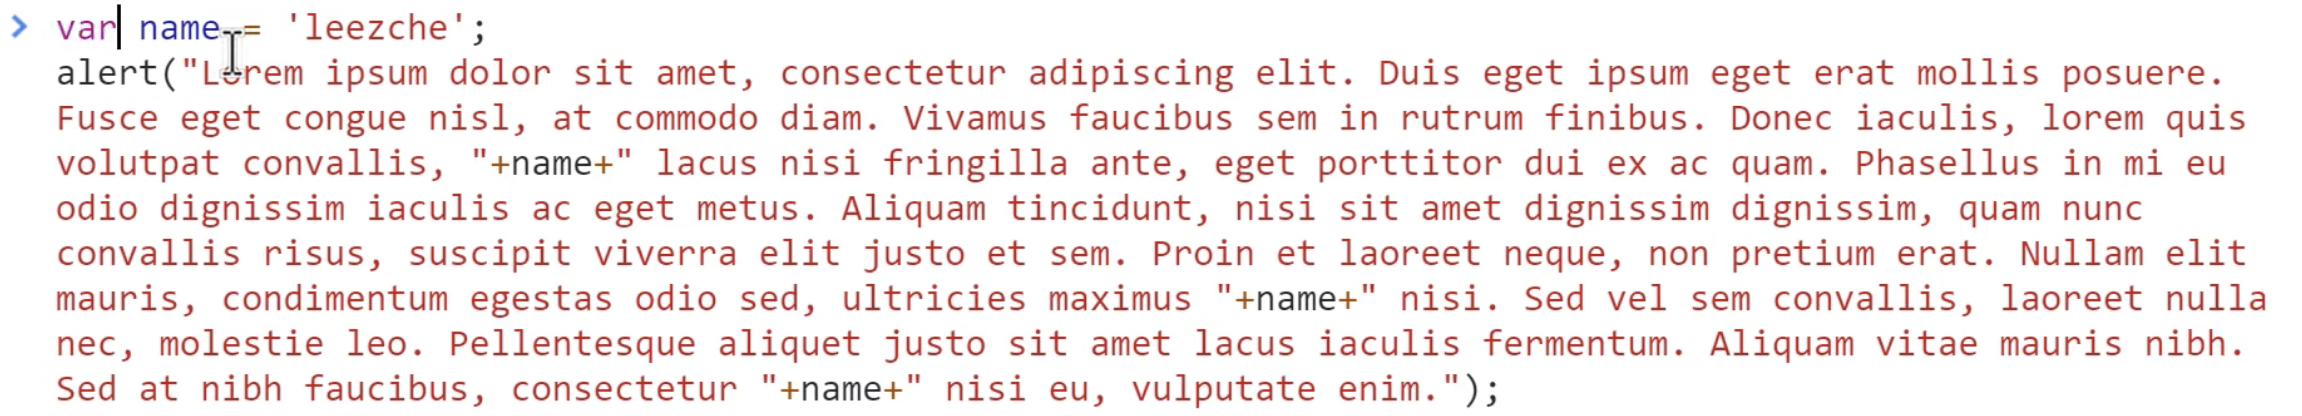 > var name = 'leezche';
alert("Lorem ipsum dolor sit amet, consectetur adipiscing elit. Duis eget ipsum eget erat mollis posuere.
Fusce eget congue nisl, at commodo diam. Vivamus faucibus sem in rutrum finibus. Donec iaculis, lorem quis
volutpat convallis, "+name+" lacus nisi fringilla ante, eget porttitor dui ex ac quam. Phasellus in mi eu
odio dignissim iaculis ac eget metus. Aliquam tincidunt, nisi sit amet dignissim dignissim, quam nunc
convallis risus, suscipit viverra elit justo et sem. Proin et laoreet neque, non pretium erat. Nullam elit
mauris, condimentum egestas odio sed, ultricies maximus "+name+" nisi. Sed vel sem convallis, laoreet nulla
nec, molestie leo. Pellentesque aliquet justo sit amet lacus iaculis fermentum. Aliquam vitae mauris nibh.
Sed at nibh faucibus, consectetur "+name+" nisi eu, vulputate enim.");